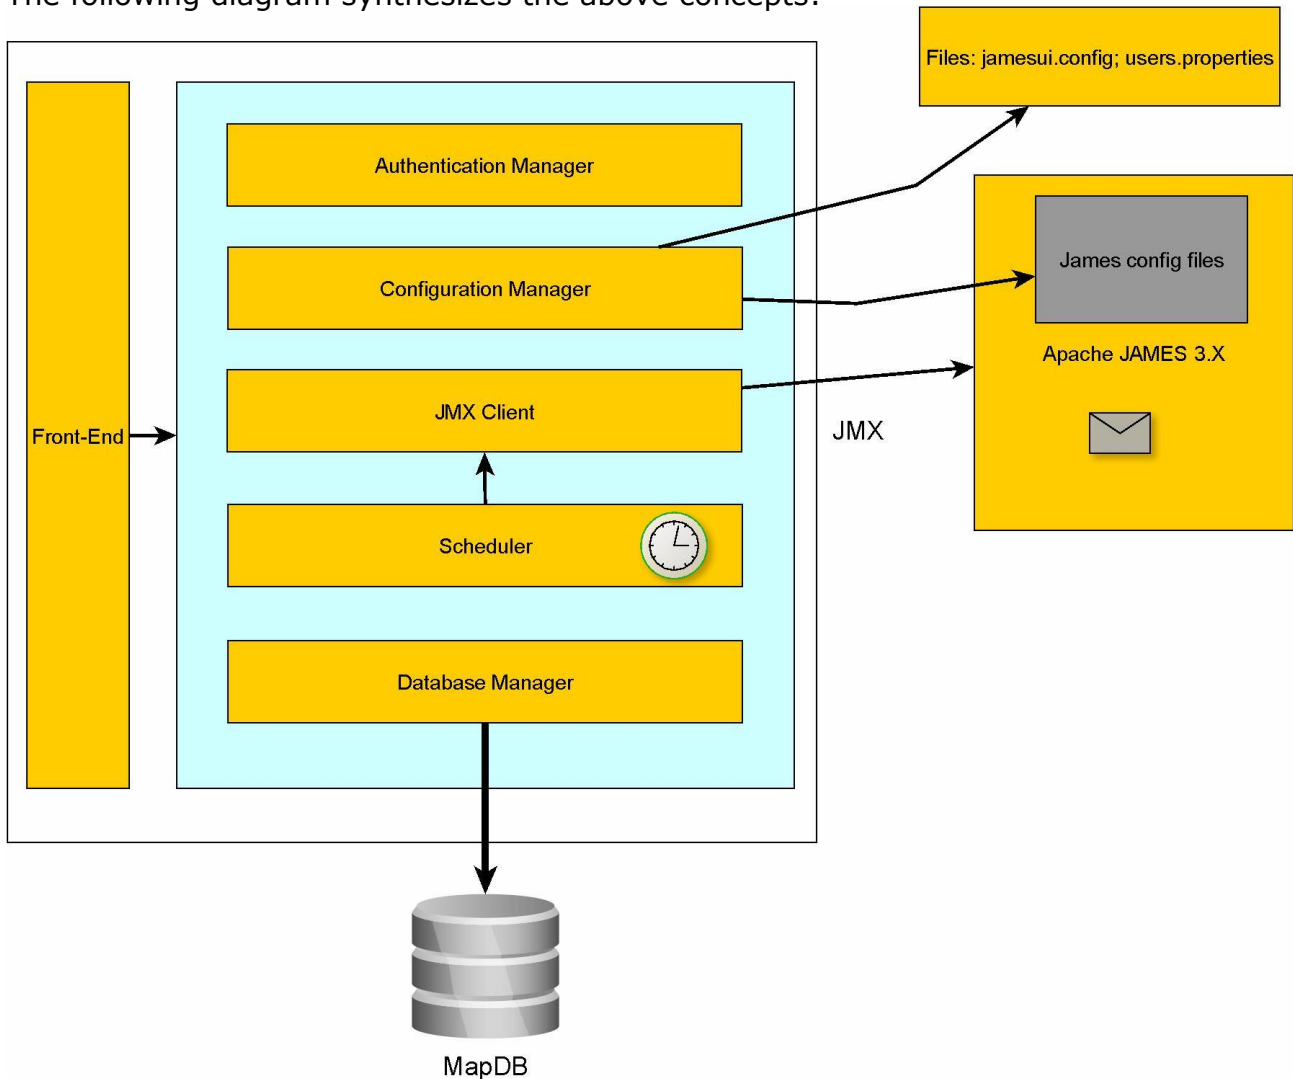 The following diagram synthesizes the above concepts:
Files: jamesui.config; users.properties
Authentication Manager
Configuration Manager
James config files
Apache JAMES 3.X
JMX Client
JMX
Front-End
Scheduler
Database Manager
MapDB